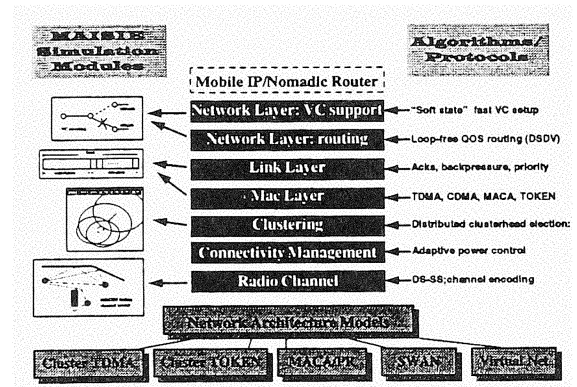 MAISIE
Simulation
Modules
Algorithms/
Protocols
Mobile IP/Nomadic Router
Network Layer: VC support
"Soft state" fast VC setup
Network Layer: routing
Loop-free QOS routing (DSDV)
Link Layer
Acks, backpressure, priority
Mac Layer
TDMA, CDMA, MACA, TOKEN
Clustering
Distributed clusterhead election:
Connectivity Management
Adaptive power control
Radio Channel
DS-SS;channel encoding
Network Architecture Models
Cluster TDMA
Cluster TOKEN
MACA/PR
SWAN
Virtual Net